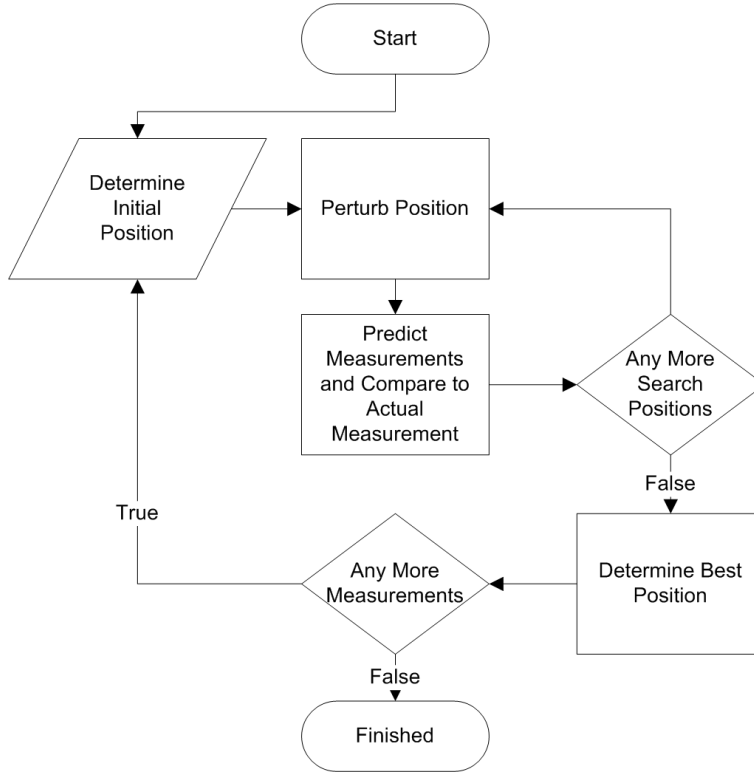 Start
Determine
Initial
Position
Perturb Position
Predict
Measurements
and Compare to
Actual
Measurement
Any More
Search
Positions
False
Determine Best
Position
Any More
Measurements
True
False
Finished